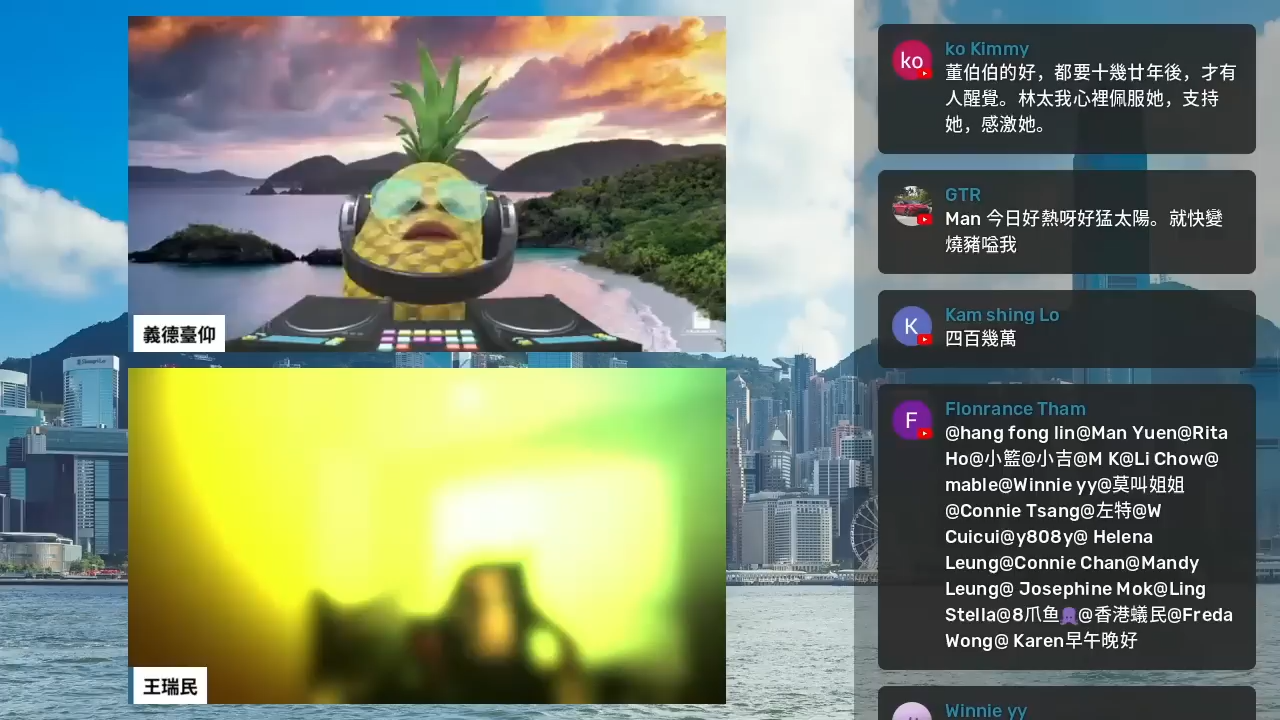 義德臺仰
王瑞民
ko
ko Kimmy
董伯伯的好，都要十幾廿年後，才有
人醒覺。林太我心裡佩服她，支持
她，感激她。
GTR
Man 今日好熱呀好猛太陽。就快變
燒豬嗌我
K
Kam shing Lo
四百幾萬
F
Flonrance Tham
@hang fong lin@Man Yuen@Rita
Ho@小籃@小吉@M K@Li Chow@
mable@Winnie yy@莫叫姐姐
@Connie Tsang@左特@W
Cuicui@y808y@ Helena
Leung@Connie Chan@Mandy
Leung@ Josephine Mok@Ling
Stella@8爪鱼@香港蟻民@Freda
Wong@ Karen早午晚好
Winnie yy